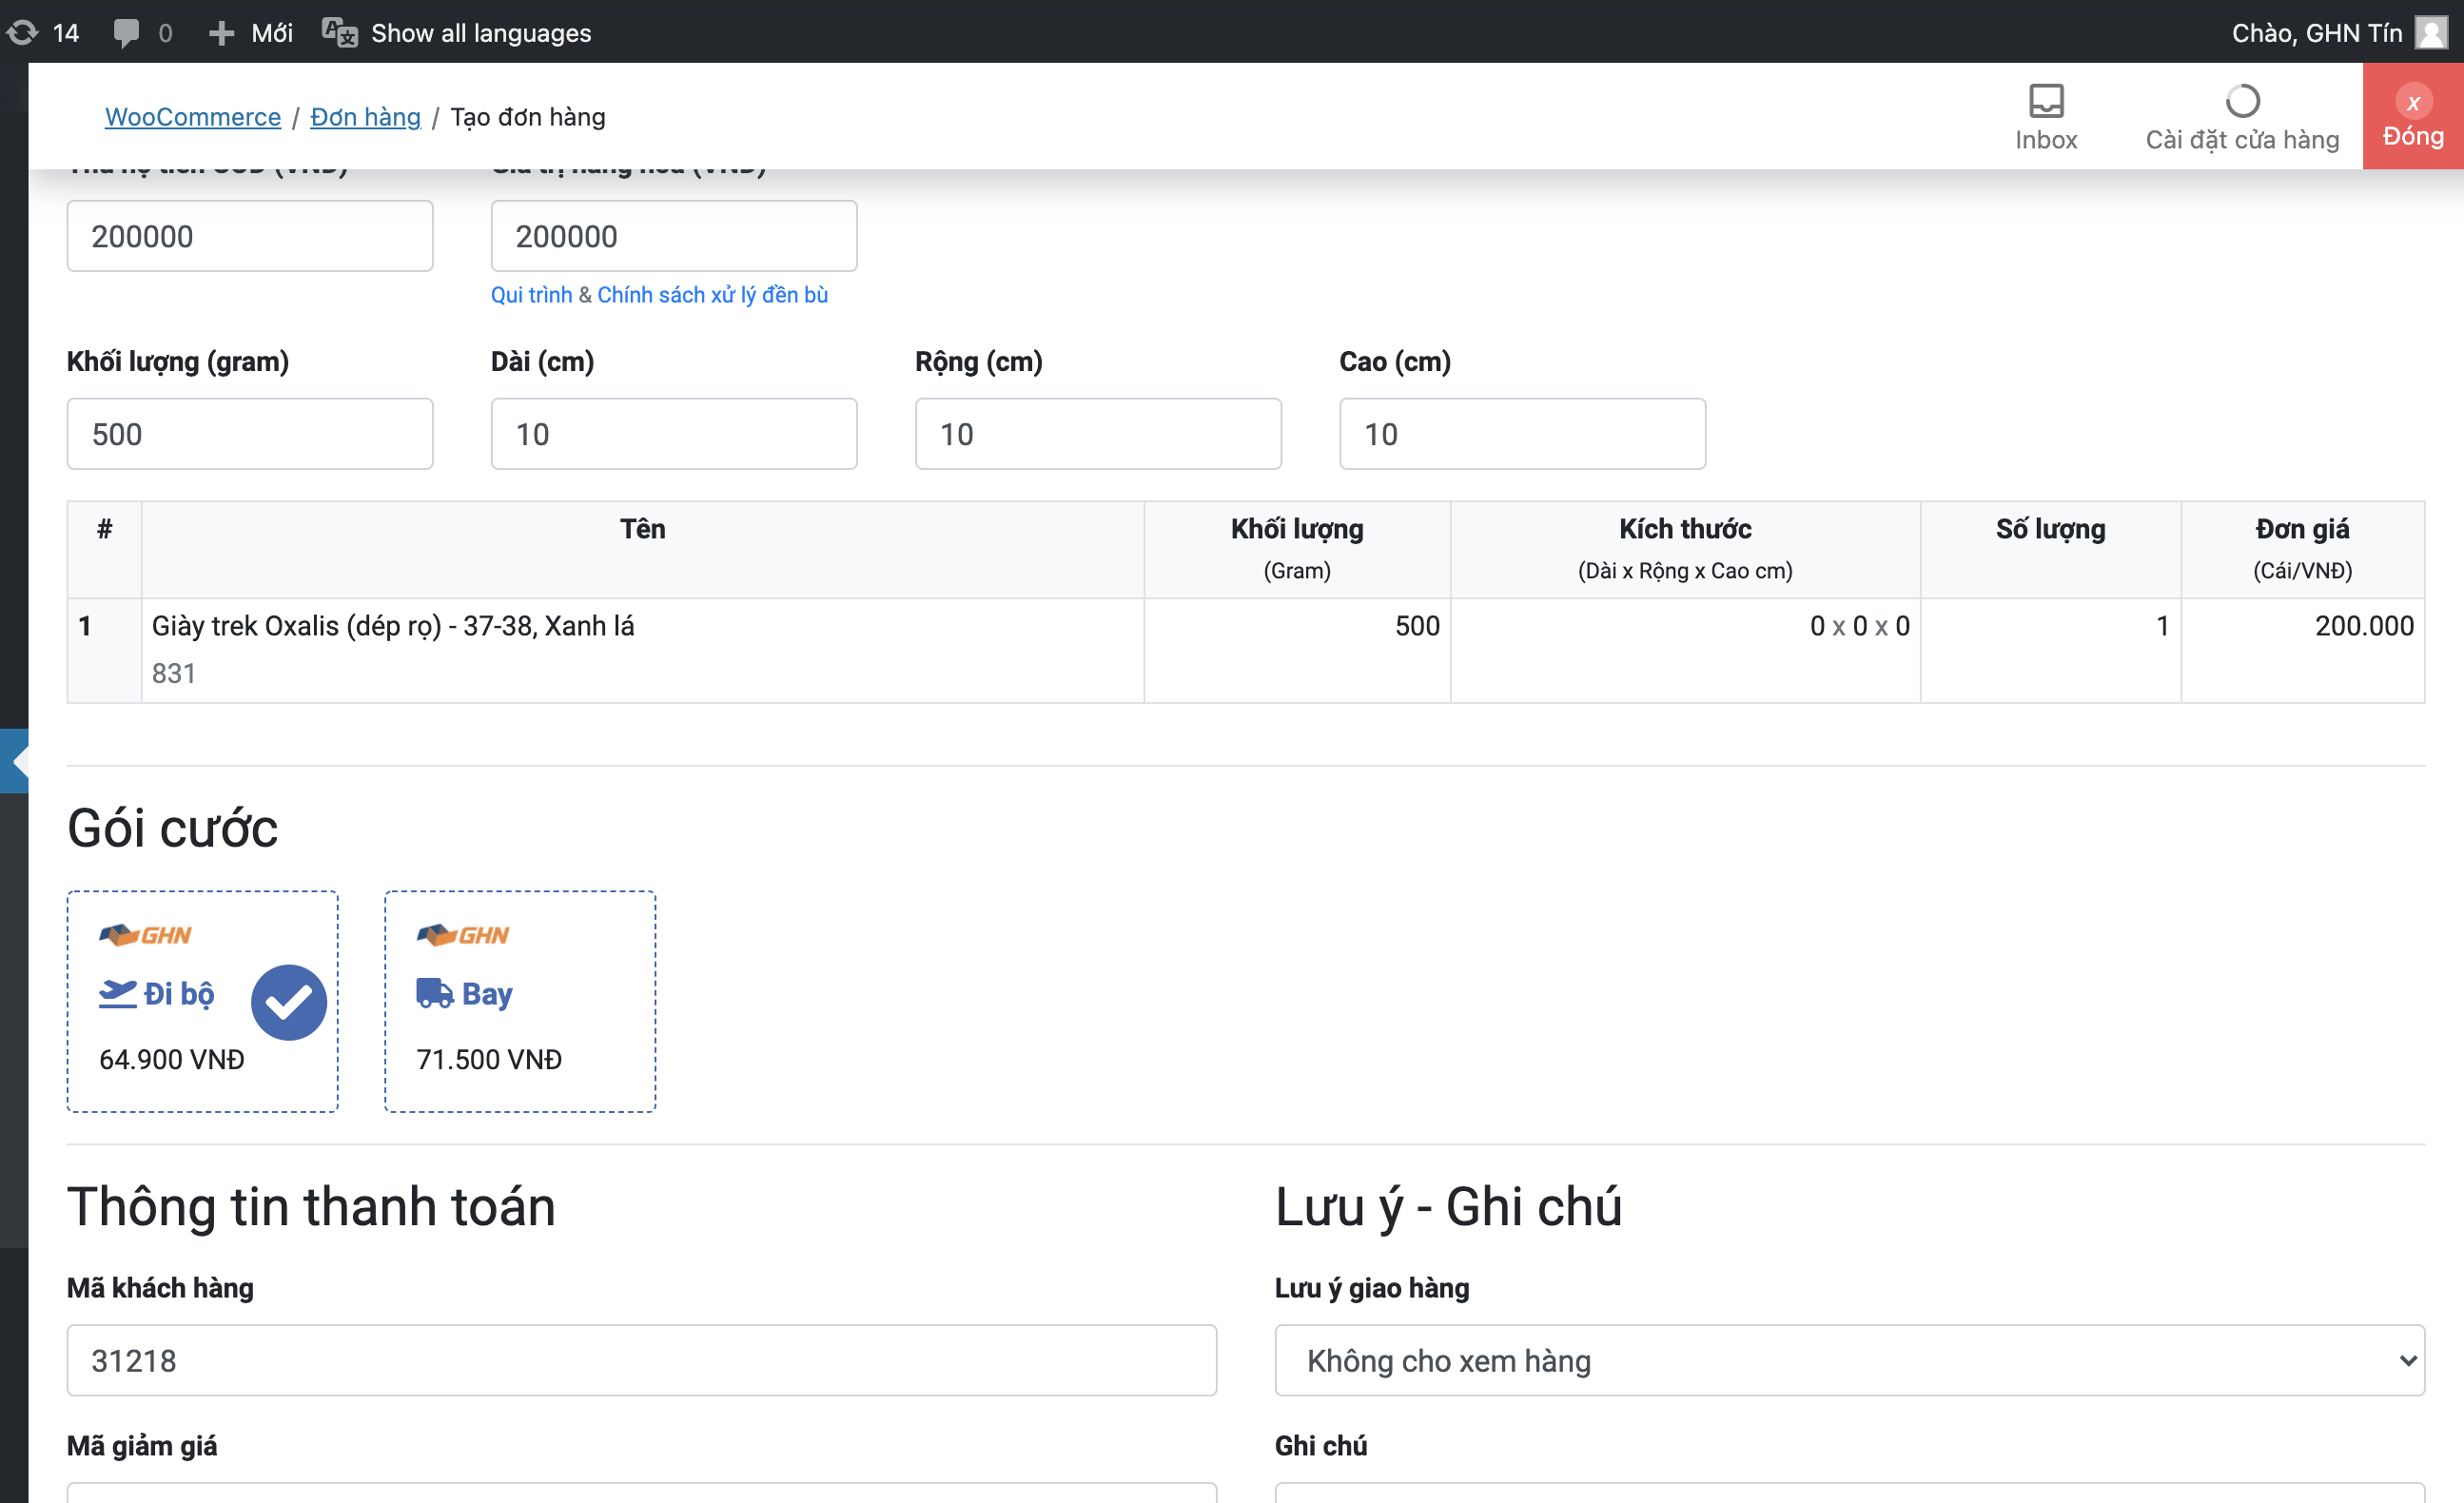 14 0 Mới Show all languages Chào, GHN Tín
WooCommerce / Đơn hàng / Tạo đơn hàng
Inbox Cài đặt cửa hàng x Đóng
200000 200000
Qui trình & Chính sách xử lý đền bù
Khối lượng (gram) Dài (cm) Rộng (cm) Cao (cm)
500 10 10 10
# Tên Khối lượng Kích thước Số lượng Đơn giá
(Gram) (Dài x Rộng x Cao cm) (Cái/VNĐ)
1 Giày trek Oxalis (dép rọ) - 37-38, Xanh lá 500 0 x 0 x 0 1 200.000
831
Gói cước
GHN GHN
Đi bộ Bay
64.900 VNĐ 71.500 VNĐ
Thông tin thanh toán Lưu ý - Ghi chú
Mã khách hàng Lưu ý giao hàng
31218 Không cho xem hàng
Mã giảm giá Ghi chú